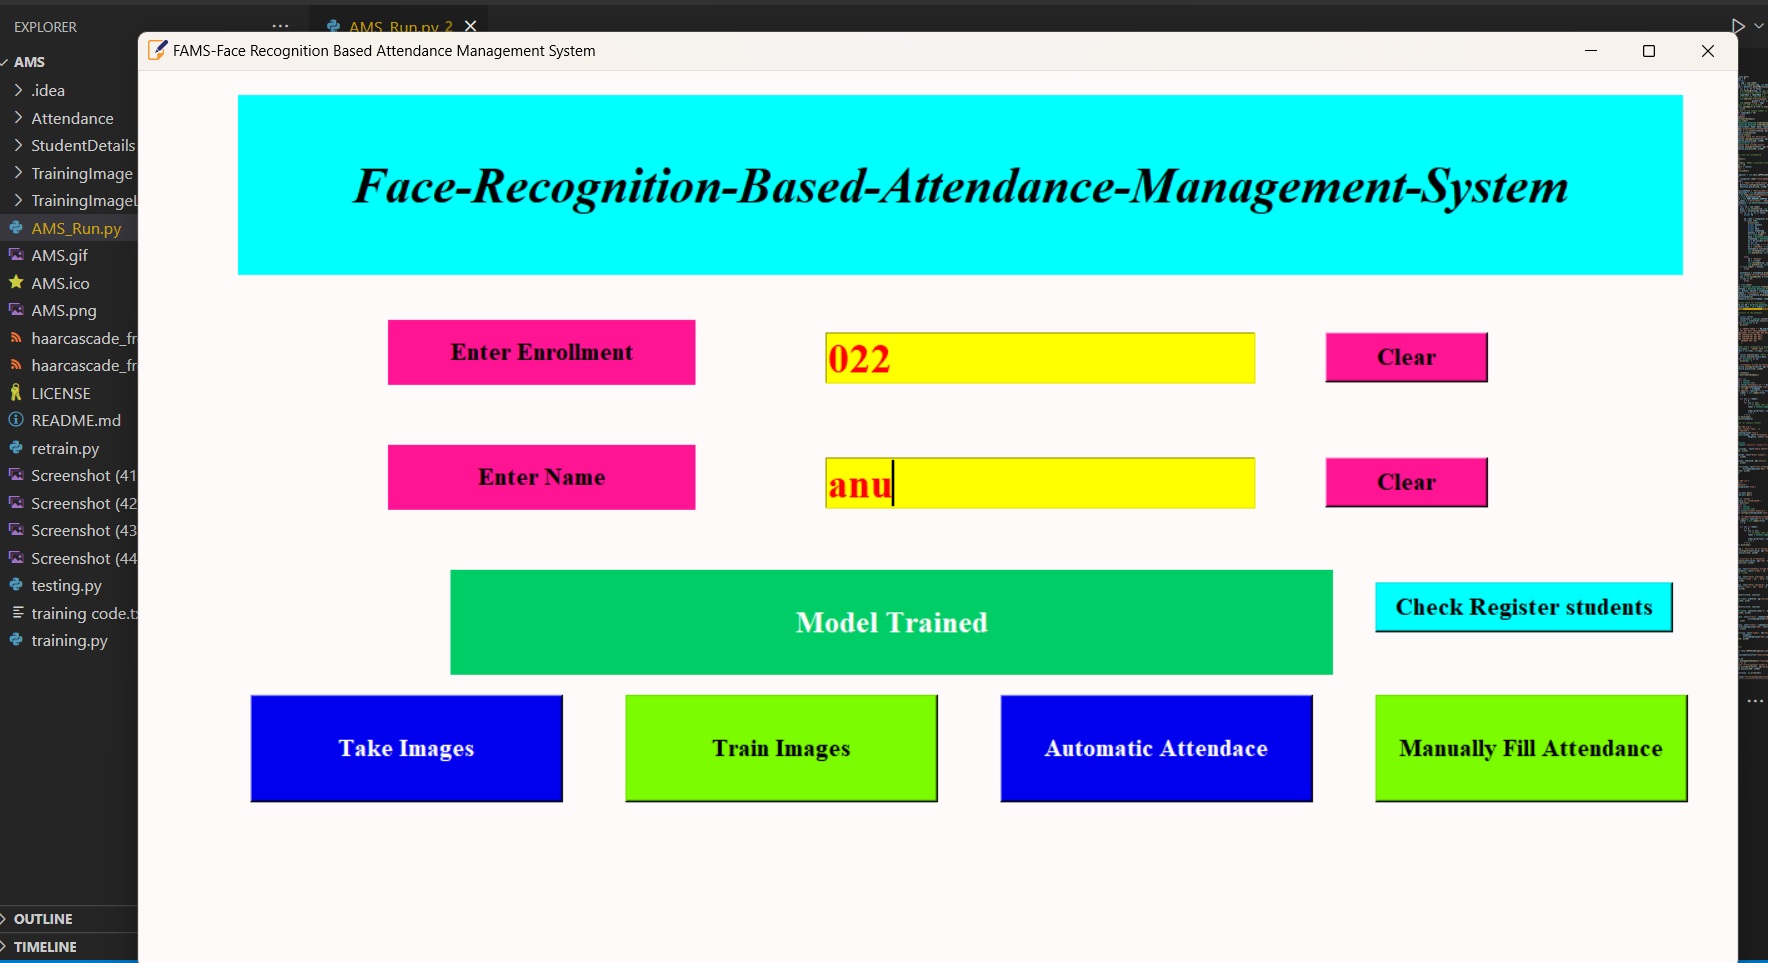 EXPLORER
AMS_Run.py 2
AMS
.idea
Attendance
StudentDetails
TrainingImage
TrainingImageL
AMS_Run.py
AMS.gif
AMS.ico
AMS.png
haarcascade_fr
haarcascade_fr
LICENSE
README.md
retrain.py
Screenshot (41
Screenshot (42
Screenshot (43
Screenshot (44
testing.py
training code.tx
training.py
OUTLINE
TIMELINE
FAMS-Face Recognition Based Attendance Management System
Face-Recognition-Based-Attendance-Management-System
Enter Enrollment
022
Clear
Enter Name
anu
Clear
Model Trained
Check Register students
Take Images
Train Images
Automatic Attendace
Manually Fill Attendance